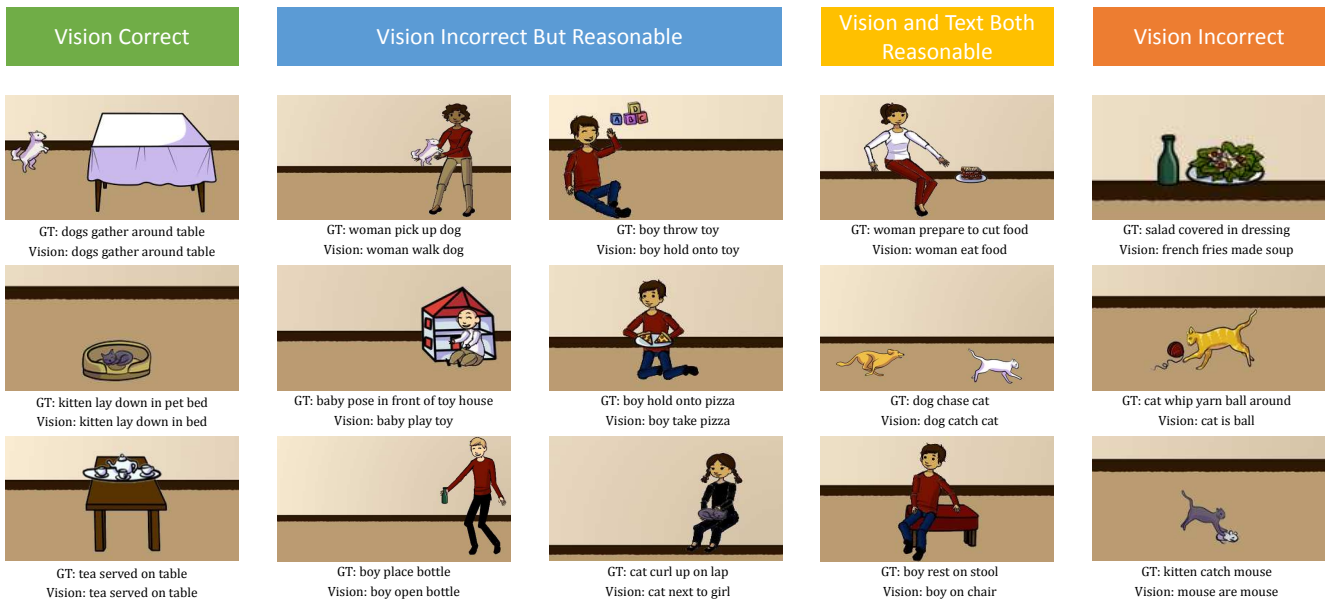 Vision Correct
Vision Incorrect But Reasonable
Vision and Text Both
Reasonable
Vision Incorrect
D
A B C
GT: dogs gather around table
Vision: dogs gather around table
GT: woman pick up dog
Vision: woman walk dog
GT: boy throw toy
Vision: boy hold onto toy
GT: woman prepare to cut food
Vision: woman eat food
GT: salad covered in dressing
Vision: french fries made soup
GT: kitten lay down in pet bed
Vision: kitten lay down in bed
GT: baby pose in front of toy house
Vision: baby play toy
GT: boy hold onto pizza
Vision: boy take pizza
GT: dog chase cat
Vision: dog catch cat
GT: cat whip yarn ball around
Vision: cat is ball
GT: tea served on table
Vision: tea served on table
GT: boy place bottle
Vision: boy open bottle
GT: cat curl up on lap
Vision: cat next to girl
GT: boy rest on stool
Vision: boy on chair
GT: kitten catch mouse
Vision: mouse are mouse